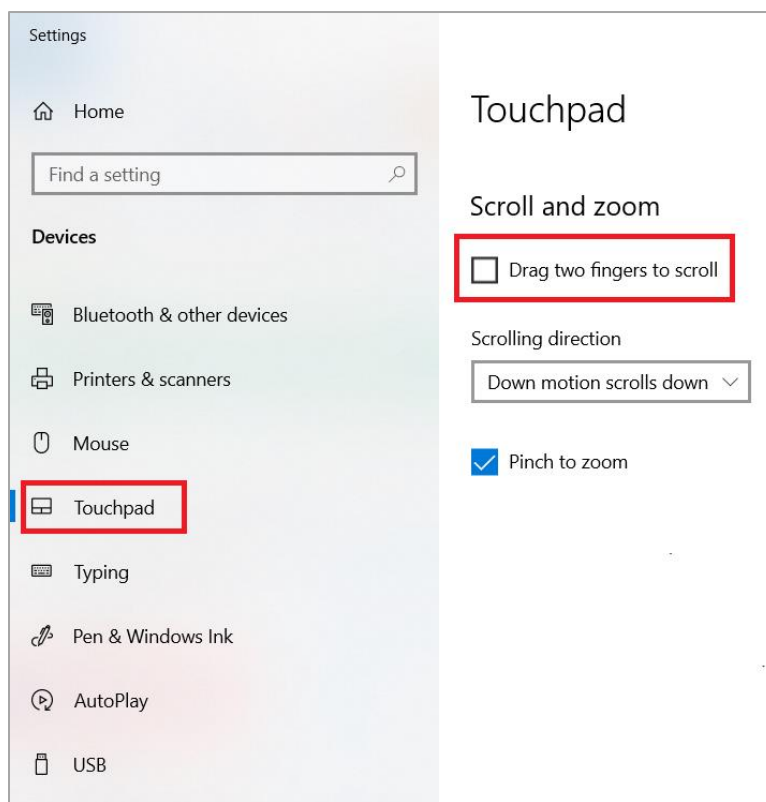 Settings
Home
Find a setting
Devices
Bluetooth & other devices
Printers & scanners
Mouse
Touchpad
Typing
Pen & Windows Ink
AutoPlay
USB
Touchpad
Scroll and zoom
Drag two fingers to scroll
Scrolling direction
Down motion scrolls down
Pinch to zoom